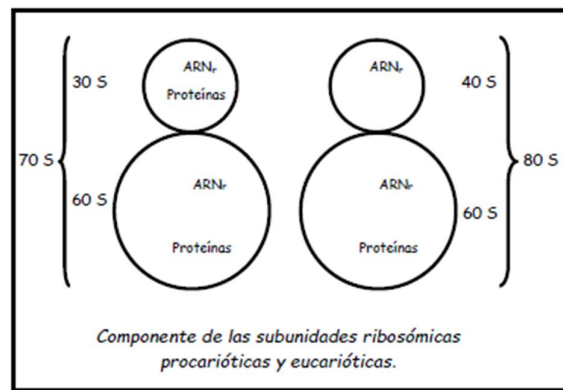 ARNr
ARNr
30 S
40 S
Proteínas
70 S
80 S
ARNr
ARNr
60 S
60 S
Proteínas
Proteínas
Componente de las subunidades ribosómicas
procarióticas y eucarióticas.